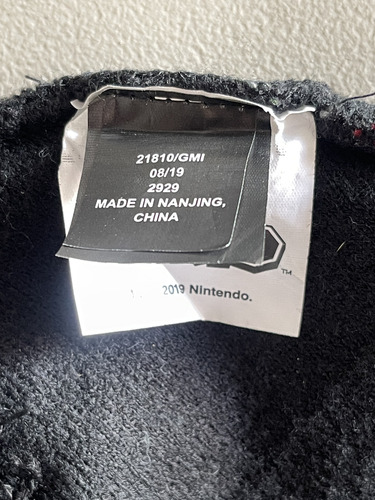 21810/GMI
08/19
2929
MADE IN NANJING,
CHINA
TM
2019 Nintendo.